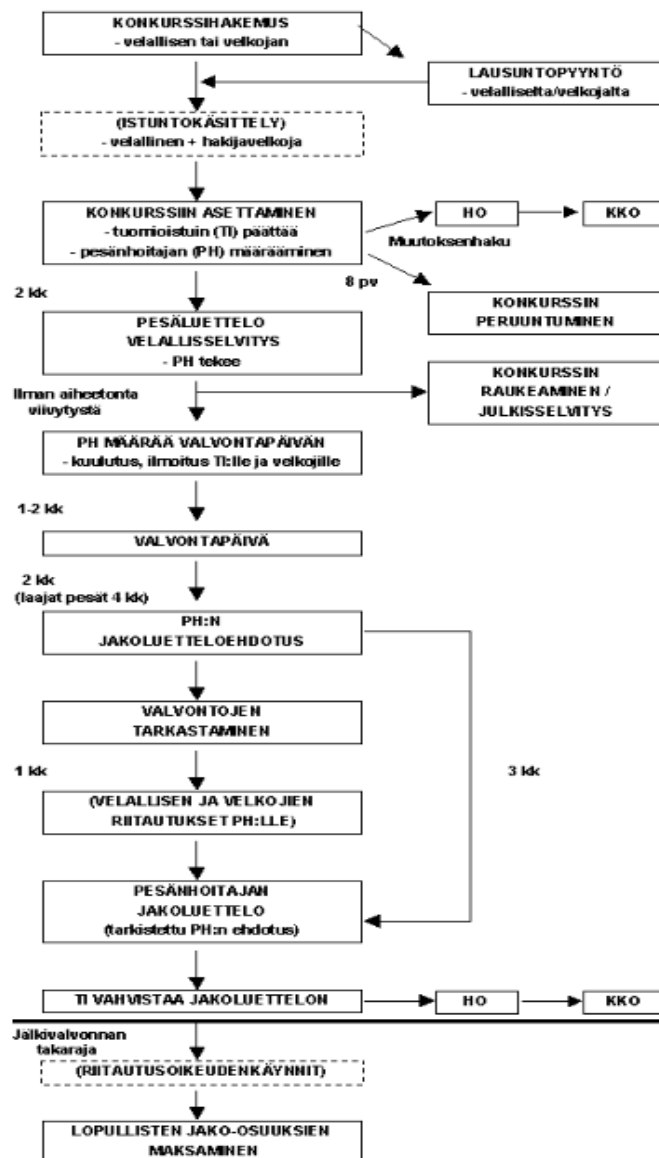 KONKURSSIHAKEMUS
- velallisen tai velkojan
LAUSUNTOPYYNTÖ
- velalliselta/velkojalta
(ISTUNTOKÄSITTELY)
- velallinen + hakijavelkoja
KONKURSSIIN ASETTAMINEN
- tuomioistuin (TI) päättää
- pesänhoitajan (PH) määrääminen
HO
KKO
Muutoksenhaku
8 pv
2 kk
KONKURSSIN
PERUUNTUMINEN
PESÄLUETTELO
VELALLISSELVITYS
- PH tekee
KONKURSSIN
RAUKEAMINEN /
JULKISSELVITYS
Ilman aiheetonta
viivytystä
PH MÄÄRÄÄ VALVONTAPÄIVÄN
- kuulutus, ilmoitus TI:lle ja velkojille
1-2 kk
VALVONTAPÄIVÄ
2 kk
(laajat pesät 4 kk)
PH:N
JAKOLUETTELOEHDOTUS
VALVONTOJEN
TARKASTAMINEN
1 kk
3 kk
(VELALLISEN JA VELKOJIEN
RIITAUTUKSET PH:LLE)
PESÄNHOITAJAN
JAKOLUETTELO
(tarkistettu PH:n ehdotus)
TI VAHVISTAA JAKOLUETTELON
HO
KKO
Jälkivalvonnan
takaraja
(RIITAUTUSOIKEUDENKÄYNNIT)
LOPULLISTEN JAKO-OSUUKSIEN
MAKSAMINEN